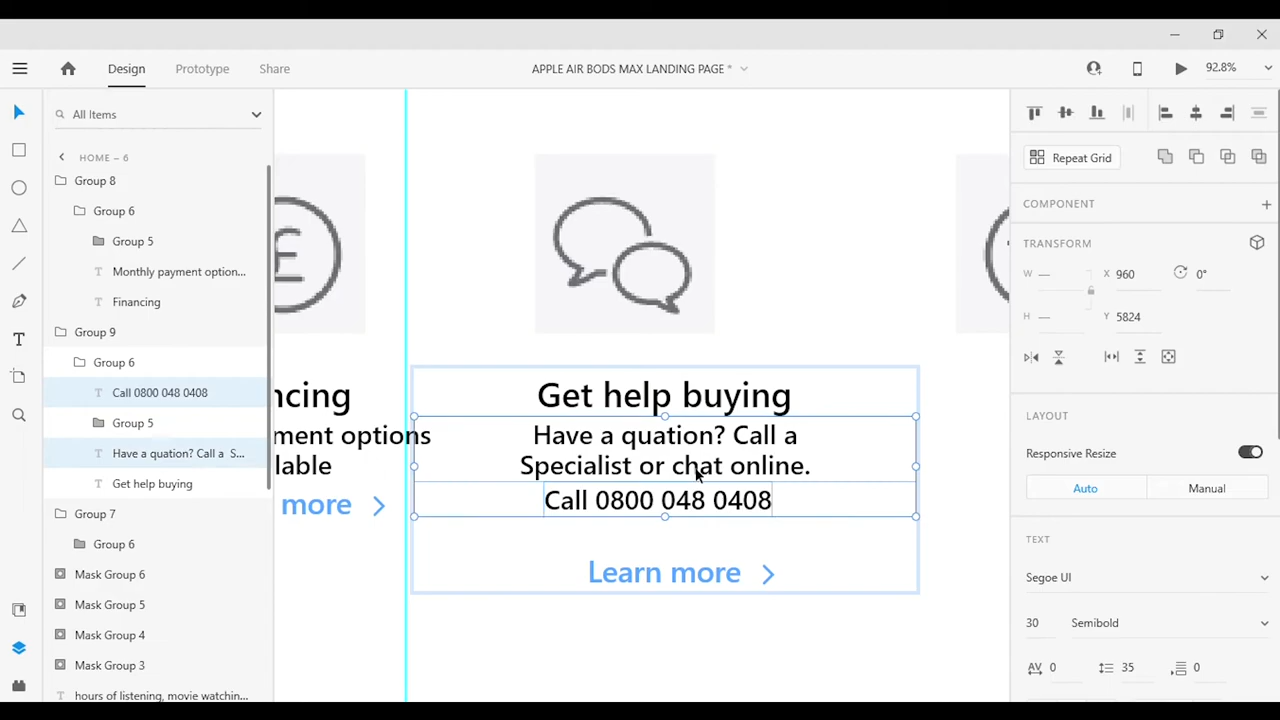 Design
Prototype
Share
APPLE AIR BODS MAX LANDING PAGE *
92.8%
All Items
HOME – 6
Group 8
Group 6
Group 5
Monthly payment option...
Financing
Group 9
Group 6
Call 0800 048 0408
Group 5
Have a quation? Call a S...
Get help buying
Group 7
Group 6
Mask Group 6
Mask Group 5
Mask Group 4
Mask Group 3
hours of listening, movie watchin...
ncing
ment options
lable
more
£
Get help buying
Have a quation? Call a
Specialist or chat online.
Call 0800 048 0408
Learn more
Repeat Grid
COMPONENT
TRANSFORM
W — X 960 0°
H — Y 5824
LAYOUT
Responsive Resize
Auto
Manual
TEXT
Segoe UI
30 Semibold
AV 0 35 0